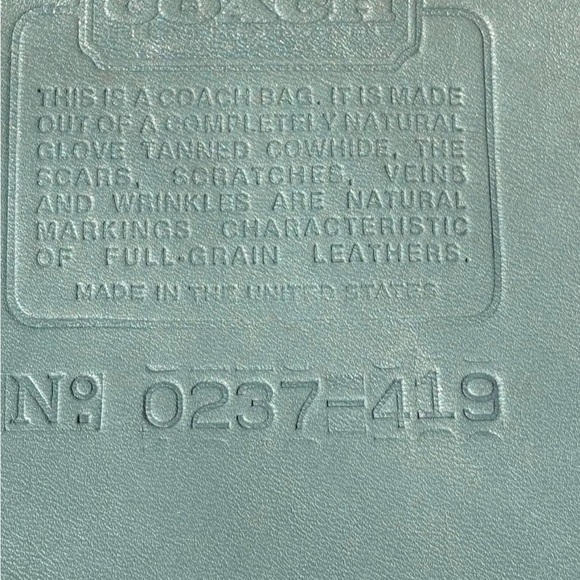 COACH
THIS IS A COACH BAG. IT IS MADE
OUT OF A COMPLETELY NATURAL
GLOVE TANNED COWHIDE, THE
SCARS, SCRATCHES, VEINS
AND WRINKLES ARE NATURAL
MARKINGS CHARACTERISTIC
OF FULL-GRAIN LEATHERS.
MADE IN THE UNITED STATES
No. 0237-419